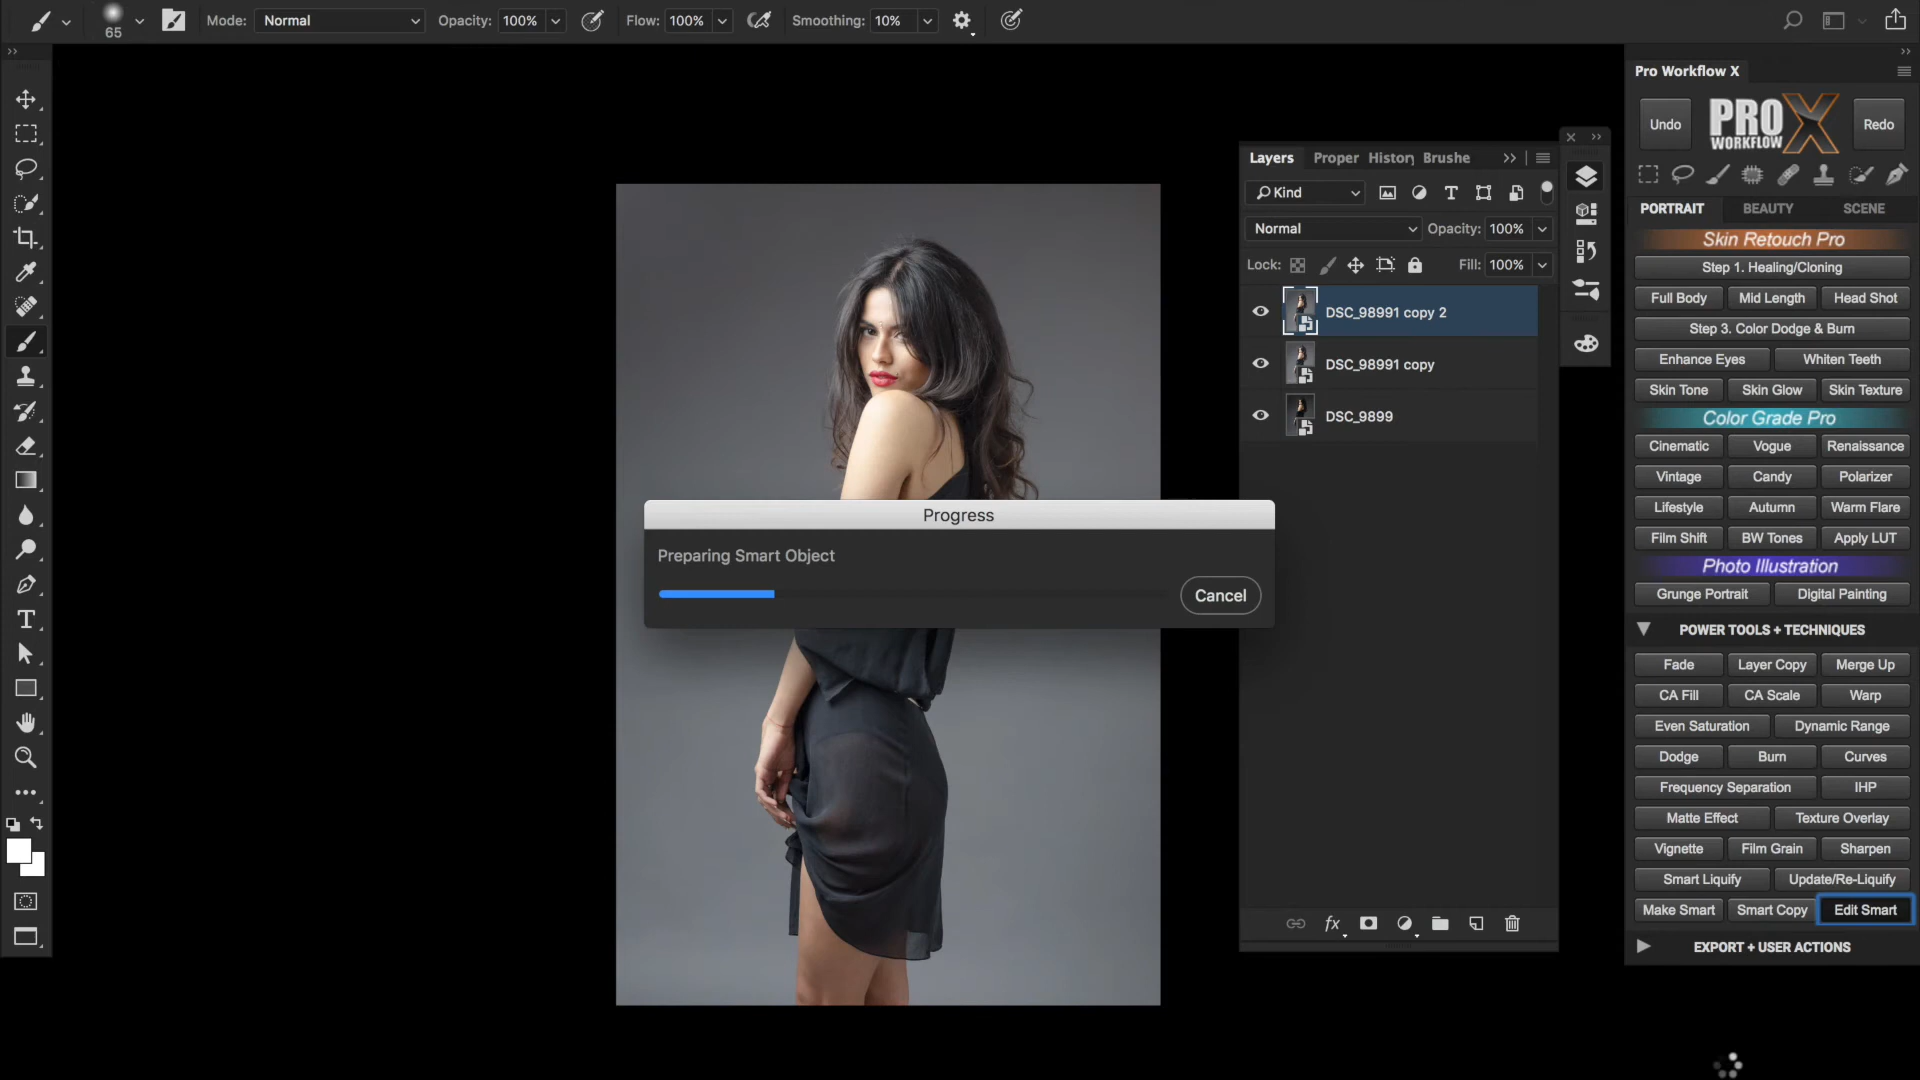 65 Mode: Normal Opacity: 100% Flow: 100% Smoothing: 10%
Pro Workflow X
Undo PRO X WORKFLOW Redo
Layers Proper Histor Brushe
Kind
PORTRAIT BEAUTY SCENE
Normal Opacity: 100%
Skin Retouch Pro
Lock: Fill: 100%
Step 1. Healing/Cloning
Full Body Mid Length Head Shot
DSC_98991 copy 2
Step 3. Color Dodge & Burn
Enhance Eyes Whiten Teeth
DSC_98991 copy
Skin Tone Skin Glow Skin Texture
DSC_9899
Color Grade Pro
Cinematic Vogue Renaissance
Vintage Candy Polarizer
Lifestyle Autumn Warm Flare
Progress
Film Shift BW Tones Apply LUT
Preparing Smart Object
Photo Illustration
Cancel
Grunge Portrait Digital Painting
T
POWER TOOLS + TECHNIQUES
Fade Layer Copy Merge Up
CA Fill CA Scale Warp
Even Saturation Dynamic Range
Dodge Burn Curves
Frequency Separation IHP
Matte Effect Texture Overlay
Vignette Film Grain Sharpen
Smart Liquify Update/Re-Liquify
Make Smart Smart Copy Edit Smart
fx
EXPORT + USER ACTIONS